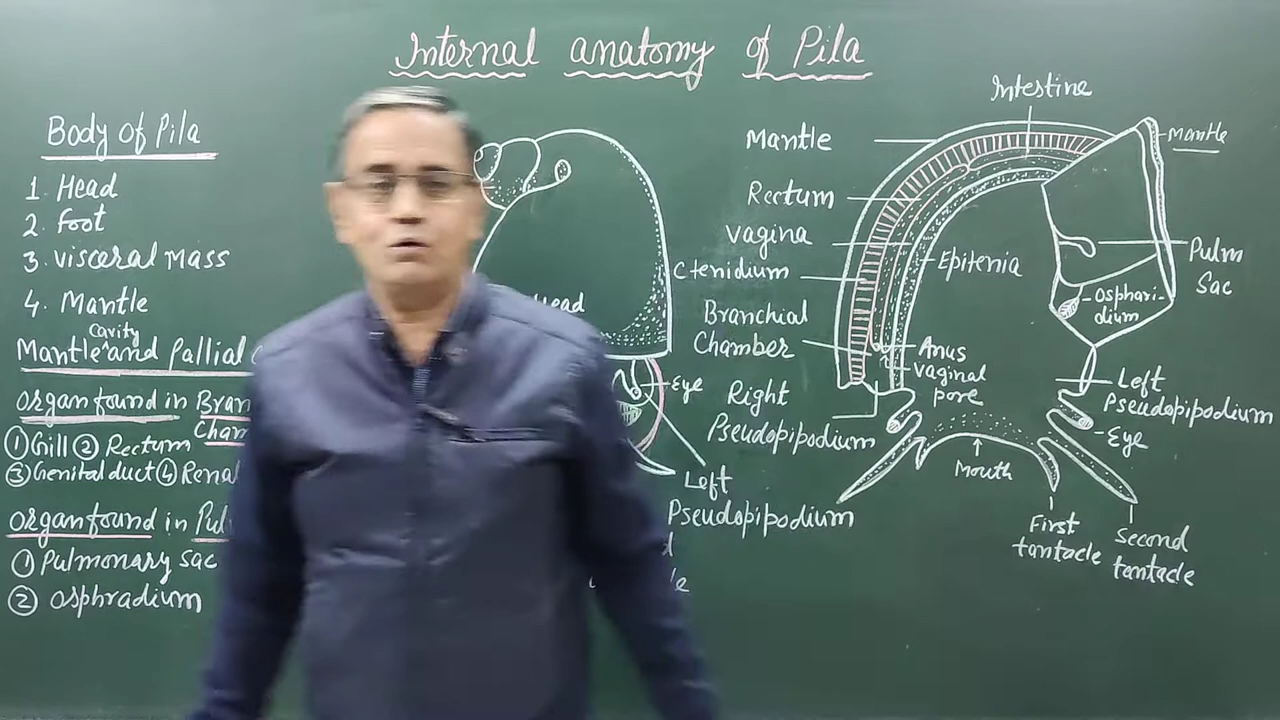 Internal anatomy of Pila
Body of Pila
1. Head
2. Foot
3. visceral mass
4. Mantle
cavity
Mantle and Pallial
organ found in Bran
Cham
① Gill ② Rectum
③ Genital duct ④ Renal
organ found in Pul
① Pulmonary sac
② osphradium
Head
Eye
Left
Pseudopipodium
Intestine
Mantle
Rectum
vagina
Ctenidium
Branchial
Chamber
Right
Pseudopipodium
Epitenia
Anus
vaginal
pore
Mouth
Mantle
Pulm
Sac
Osphari-
dium
Left
Pseudopipodium
Eye
First
tantacle
Second
tantacle